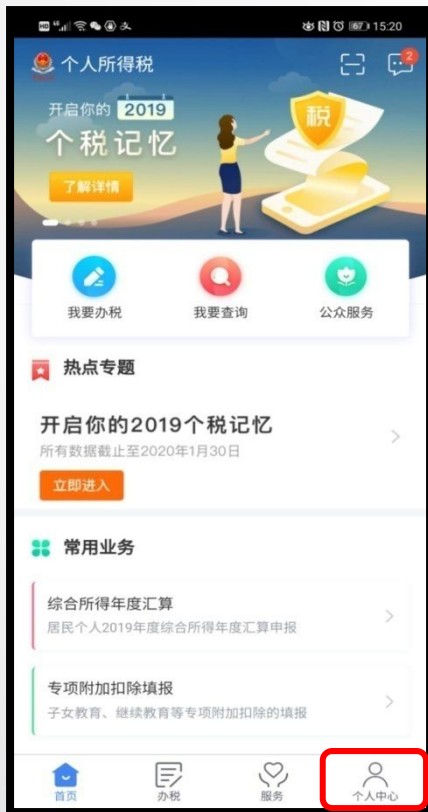 HD 4G 67 15:20
个人所得税
2
开启你的 2019
个税记忆
税
了解详情
我要办税 我要查询 公众服务
热点专题
开启你的2019个税记忆
所有数据截止至2020年1月30日
立即进入
常用业务
综合所得年度汇算
居民个人2019年度综合所得年度汇算申报
专项附加扣除填报
子女教育、继续教育等专项附加扣除的填报
首页 办税 服务 个人中心